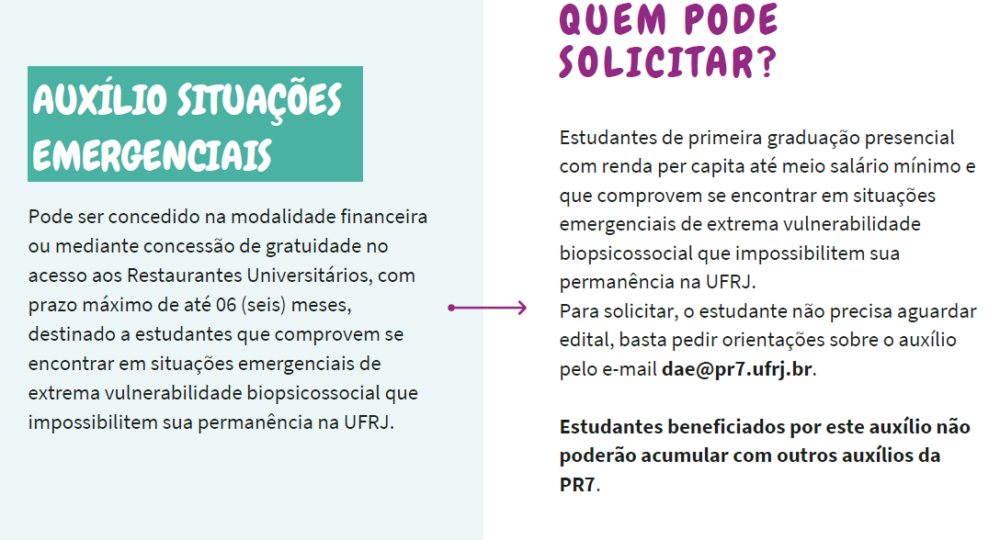 AUXÍLIO SITUAÇÕES
EMERGENCIAIS
Pode ser concedido na modalidade financeira
ou mediante concessão de gratuidade no
acesso aos Restaurantes Universitários, com
prazo máximo de até 06 (seis) meses,
destinado a estudantes que comprovem se
encontrar em situações emergenciais de
extrema vulnerabilidade biopsicossocial que
impossibilitem sua permanência na UFRJ.
QUEM PODE
SOLICITAR?
Estudantes de primeira graduação presencial
com renda per capita até meio salário mínimo e
que comprovem se encontrar em situações
emergenciais de extrema vulnerabilidade
biopsicossocial que impossibilitem sua
permanência na UFRJ.
Para solicitar, o estudante não precisa aguardar
edital, basta pedir orientações sobre o auxílio
pelo e-mail dae@pr7.ufrj.br.
Estudantes beneficiados por este auxílio não
poderão acumular com outros auxílios da
PR7.